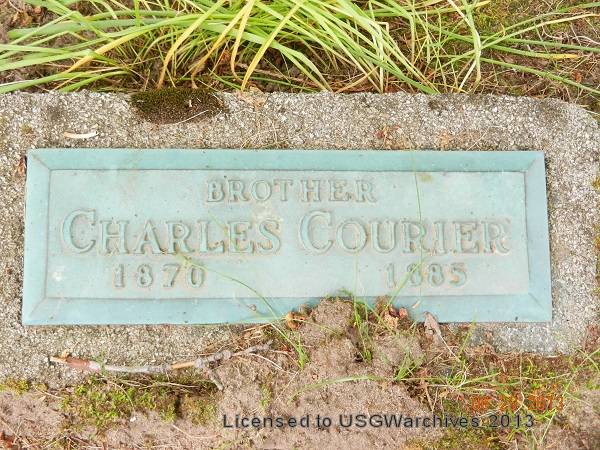 BROTHER
CHARLES COURIER
1870 1885
Licensed to USGWarchives 2013